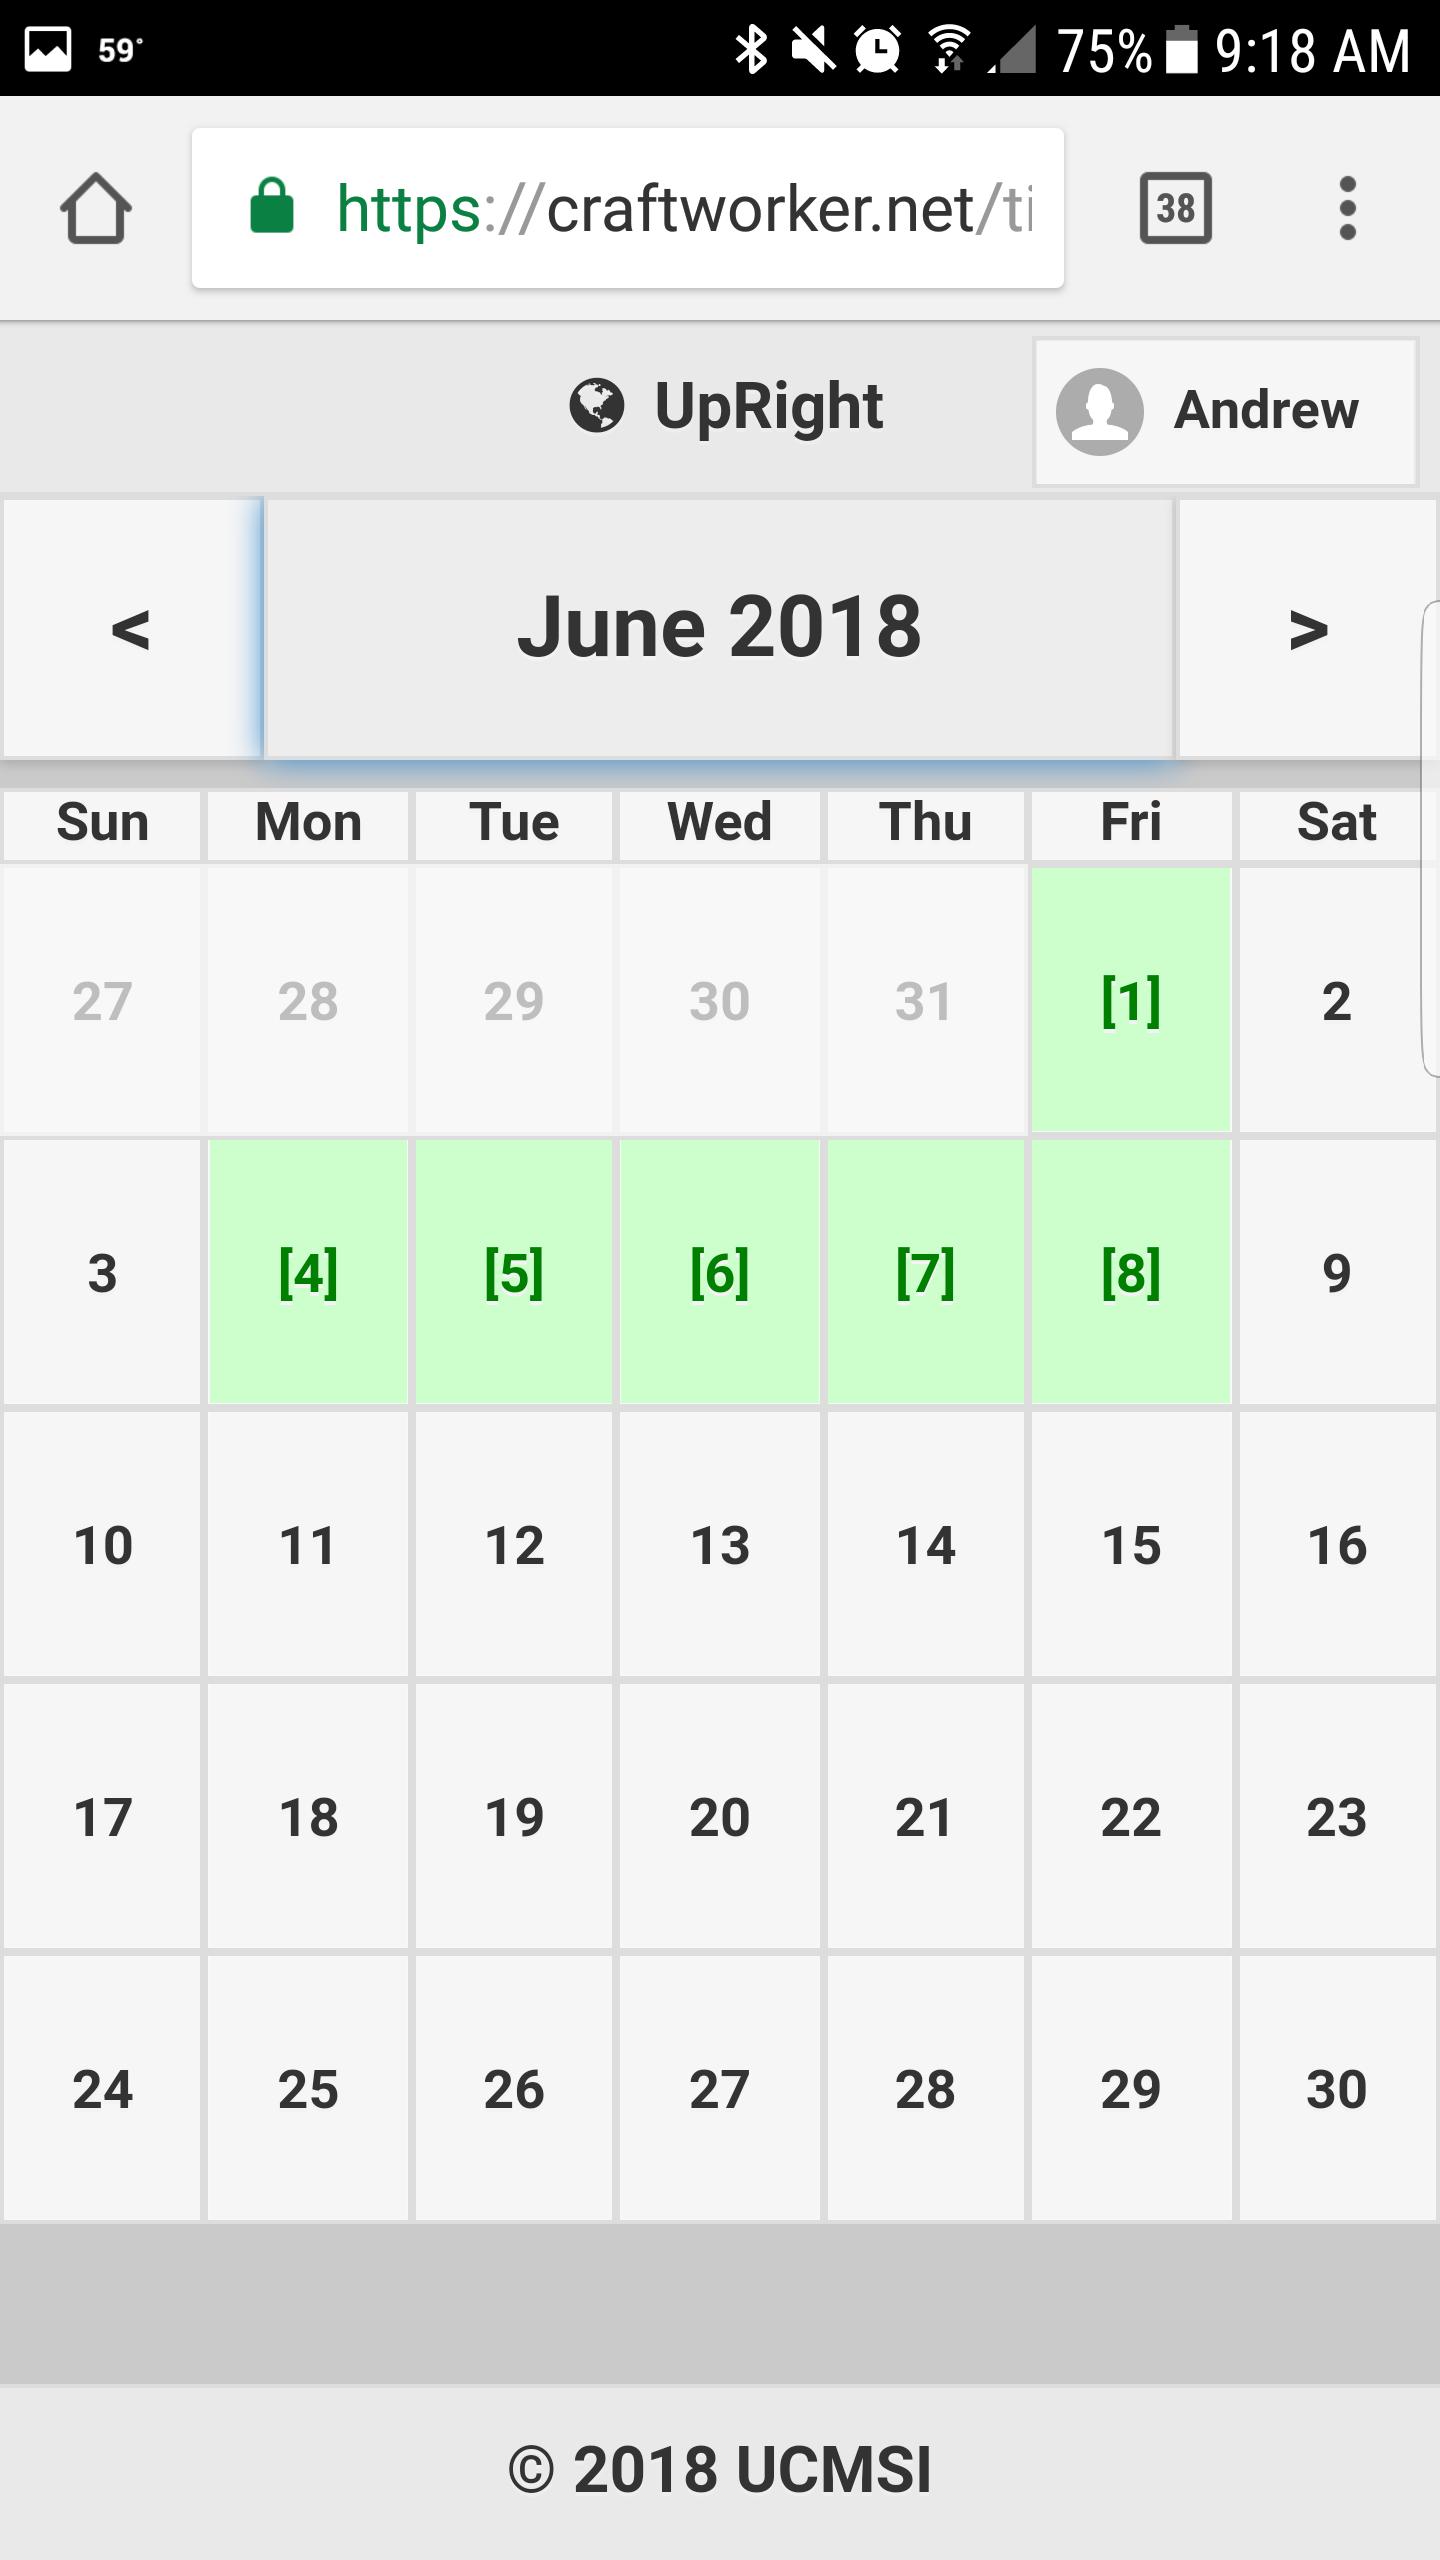 59° 75% 9:18 AM
https://craftworker.net/ti 38
UpRight Andrew
< June 2018 >
Sun Mon Tue Wed Thu Fri Sat
27 28 29 30 31 [1] 2
3 [4] [5] [6] [7] [8] 9
10 11 12 13 14 15 16
17 18 19 20 21 22 23
24 25 26 27 28 29 30
© 2018 UCMSI